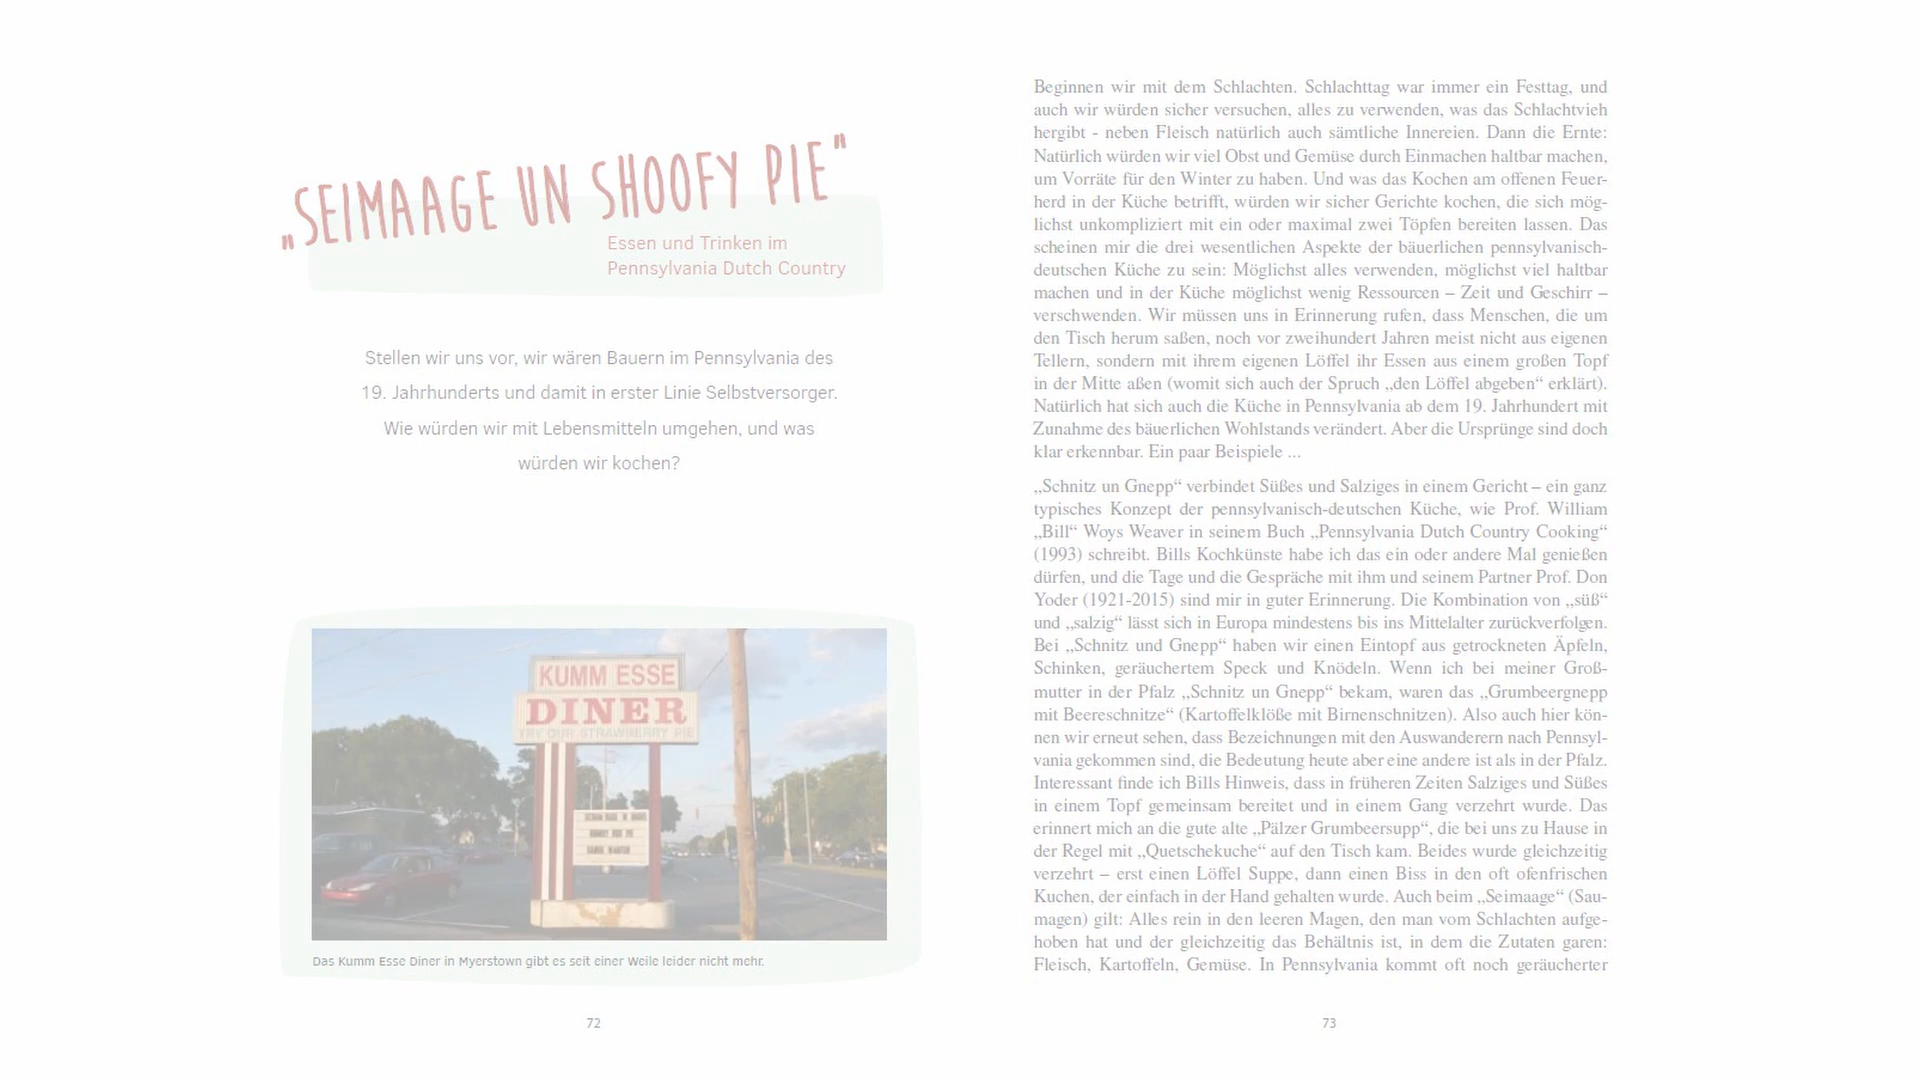 „SEIMAAGE UN SHOOFY PIE"
Essen und Trinken im
Pennsylvania Dutch Country
Stellen wir uns vor, wir wären Bauern im Pennsylvania des
19. Jahrhunderts und damit in erster Linie Selbstversorger.
Wie würden wir mit Lebensmitteln umgehen, und was
würden wir kochen?
KUMM ESSE
DINER
TRY OUR STRAWBERRY PIE
Das Kumm Esse Diner in Myerstown gibt es seit einer Weile leider nicht mehr.
72
Beginnen wir mit dem Schlachten. Schlachttag war immer ein Festtag, und
auch wir würden sicher versuchen, alles zu verwenden, was das Schlachtvieh
hergibt - neben Fleisch natürlich auch sämtliche Innereien. Dann die Ernte:
Natürlich würden wir viel Obst und Gemüse durch Einmachen haltbar machen,
um Vorräte für den Winter zu haben. Und was das Kochen am offenen Feuer-
herd in der Küche betrifft, würden wir sicher Gerichte kochen, die sich mög-
lichst unkompliziert mit ein oder maximal zwei Töpfen bereiten lassen. Das
scheinen mir die drei wesentlichen Aspekte der bäuerlichen pennsylvanisch-
deutschen Küche zu sein: Möglichst alles verwenden, möglichst viel haltbar
machen und in der Küche möglichst wenig Ressourcen – Zeit und Geschirr –
verschwenden. Wir müssen uns in Erinnerung rufen, dass Menschen, die um
den Tisch herum saßen, noch vor zweihundert Jahren meist nicht aus eigenen
Tellern, sondern mit ihrem eigenen Löffel ihr Essen aus einem großen Topf
in der Mitte aßen (womit sich auch der Spruch „den Löffel abgeben“ erklärt).
Natürlich hat sich auch die Küche in Pennsylvania ab dem 19. Jahrhundert mit
Zunahme des bäuerlichen Wohlstands verändert. Aber die Ursprünge sind doch
klar erkennbar. Ein paar Beispiele ...
„Schnitz un Gnepp“ verbindet Süßes und Salziges in einem Gericht – ein ganz
typisches Konzept der pennsylvanisch-deutschen Küche, wie Prof. William
„Bill“ Woys Weaver in seinem Buch „Pennsylvania Dutch Country Cooking“
(1993) schreibt. Bills Kochkünste habe ich das ein oder andere Mal genießen
dürfen, und die Tage und die Gespräche mit ihm und seinem Partner Prof. Don
Yoder (1921-2015) sind mir in guter Erinnerung. Die Kombination von „süß“
und „salzig“ lässt sich in Europa mindestens bis ins Mittelalter zurückverfolgen.
Bei „Schnitz und Gnepp“ haben wir einen Eintopf aus getrockneten Äpfeln,
Schinken, geräuchertem Speck und Knödeln. Wenn ich bei meiner Groß-
mutter in der Pfalz „Schnitz un Gnepp“ bekam, waren das „Grumbeergnepp
mit Beereschnitze“ (Kartoffelklöße mit Birnenschnitzen). Also auch hier kön-
nen wir erneut sehen, dass Bezeichnungen mit den Auswanderern nach Pennsyl-
vania gekommen sind, die Bedeutung heute aber eine andere ist als in der Pfalz.
Interessant finde ich Bills Hinweis, dass in früheren Zeiten Salziges und Süßes
in einem Topf gemeinsam bereitet und in einem Gang verzehrt wurde. Das
erinnert mich an die gute alte „Pälzer Grumbeersupp“, die bei uns zu Hause in
der Regel mit „Quetschekuche“ auf den Tisch kam. Beides wurde gleichzeitig
verzehrt – erst einen Löffel Suppe, dann einen Biss in den oft ofenfrischen
Kuchen, der einfach in der Hand gehalten wurde. Auch beim „Seimaage“ (Sau-
magen) gilt: Alles rein in den leeren Magen, den man vom Schlachten aufge-
hoben hat und der gleichzeitig das Behältnis ist, in dem die Zutaten garen:
Fleisch, Kartoffeln, Gemüse. In Pennsylvania kommt oft noch geräucherter
73